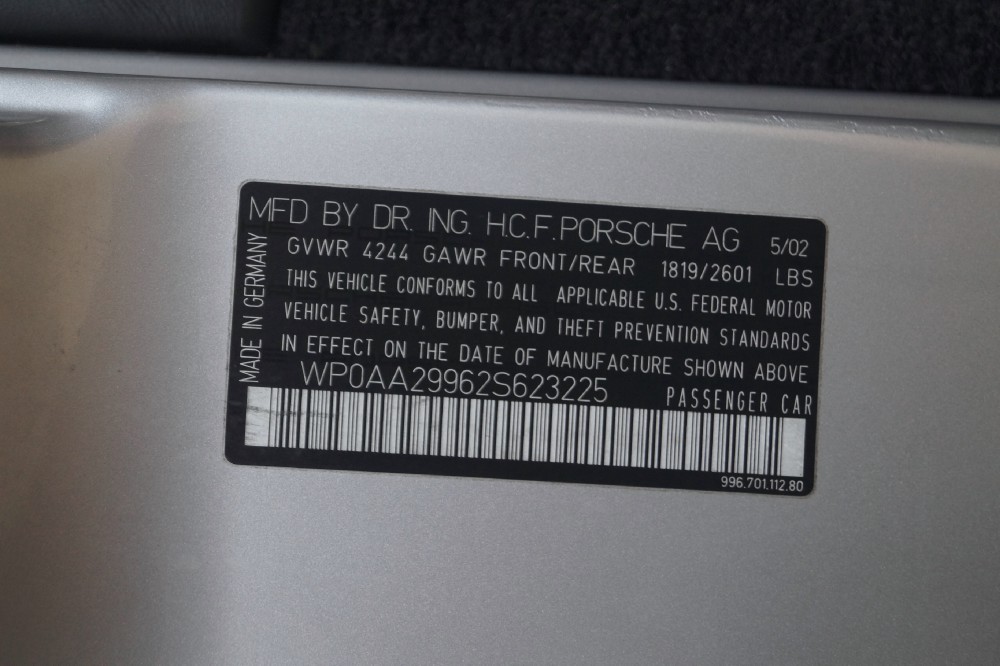 MFD BY DR. ING. H.C.F. PORSCHE AG 5/02
GVWR 4244 GAWR FRONT/REAR 1819/2601 LBS
THIS VEHICLE CONFORMS TO ALL APPLICABLE U.S. FEDERAL MOTOR
VEHICLE SAFETY, BUMPER, AND THEFT PREVENTION STANDARDS
IN EFFECT ON THE DATE OF MANUFACTURE SHOWN ABOVE
WP0AA29962S623225 PASSENGER CAR
MADE IN GERMANY
996.701.112.80